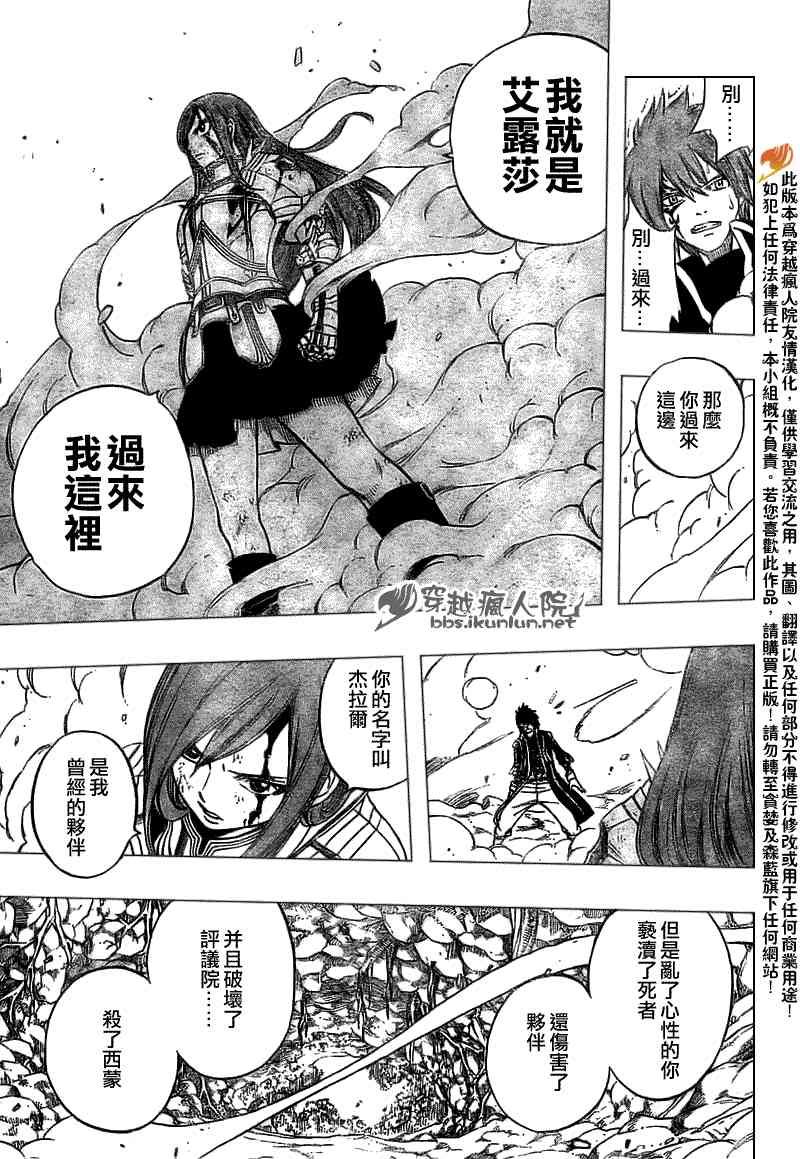 別……
別…過來…
那麼
你過來
這邊
我就是
艾露莎
過來
我這裡
你的名字叫
杰拉爾
是我
曾經的夥伴
但是亂了心性的你
褻瀆了死者
還傷害了
夥伴
并且破壞了
評議院……
殺了西蒙
穿越瘋人院
bbs.ikunlun.net
此版本爲穿越瘋人院友情漢化，僅供學習交流之用，其圖、翻譯以及任何部分不得進行修改或用于任何商業用途！
如犯上任何法律責任，本小組概不負責。若您喜歡此作品，請購買正版！請勿轉至貪婪及森藍旗下任何網站！